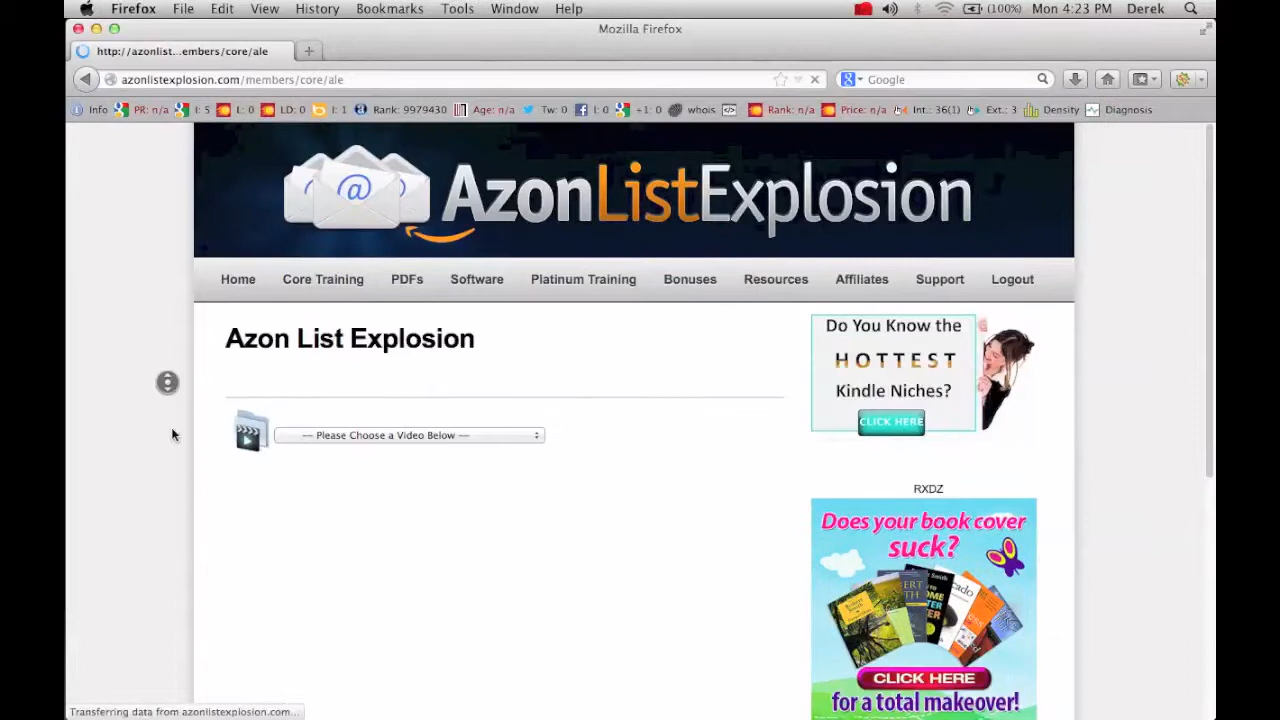 Firefox File Edit View History Bookmarks Tools Window Help (100%) Mon 4:23 PM Derek
Mozilla Firefox
http://azonlist...embers/core/ale
azonlistexplosion.com/members/core/ale Google
Info PR: n/a I: 5 L: 0 LD: 0 I: 1 Rank: 9979430 Age: n/a Tw: 0 I: 0 +1: 0 whois Rank: n/a Price: n/a Int.: 36(1) Ext.: 3 Density Diagnosis
@ AzonListExplosion
Home Core Training PDFs Software Platinum Training Bonuses Resources Affiliates Support Logout
Azon List Explosion
Do You Know the
HOTTEST
Kindle Niches?
CLICK HERE
--- Please Choose a Video Below ---
RXDZ
Does your book cover
suck?
CLICK HERE
for a total makeover!
Transferring data from azonlistexplosion.com...